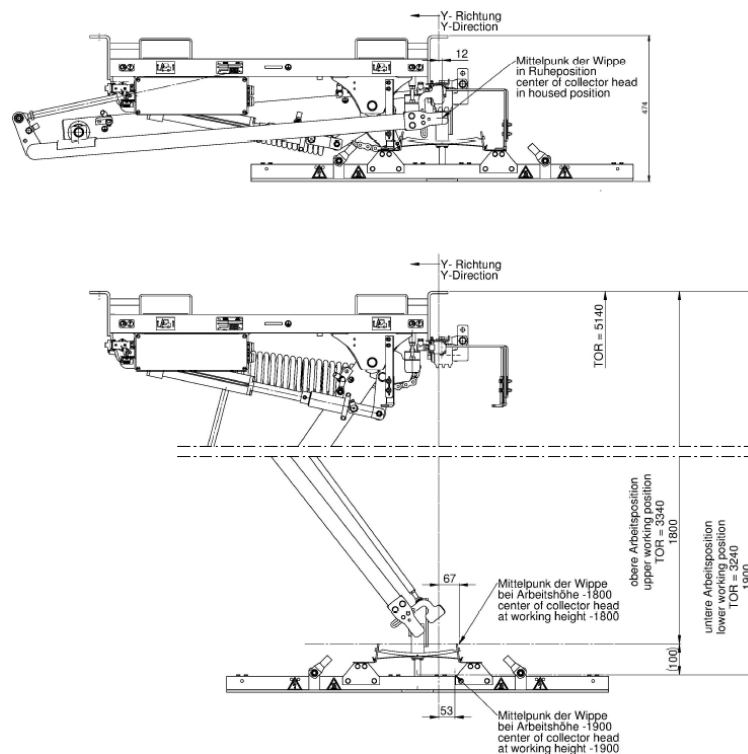 Y- Richtung
Y-Direction
12
Mittelpunk der Wippe
in Ruheposition
center of collector head
in housed position
474
Y- Richtung
Y-Direction
TOR = 5140
obere Arbeitsposition
upper working position
TOR = 3340
1800
untere Arbeitsposition
lower working position
TOR = 3240
1900
67
Mittelpunk der Wippe
bei Arbeitshöhe -1800
center of collector head
at working height -1800
(100)
53
Mittelpunk der Wippe
bei Arbeitshöhe -1900
center of collector head
at working height -1900